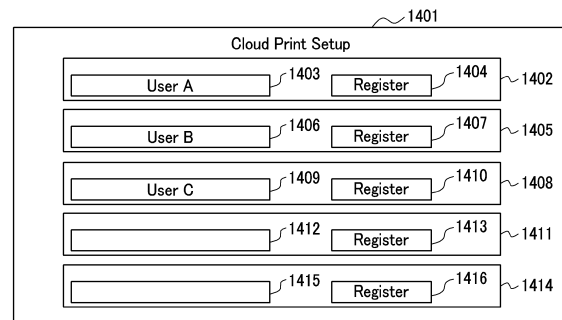 1401
Cloud Print Setup
User A 1403 Register 1404 1402
User B 1406 Register 1407 1405
User C 1409 Register 1410 1408
1412 Register 1413 1411
1415 Register 1416 1414